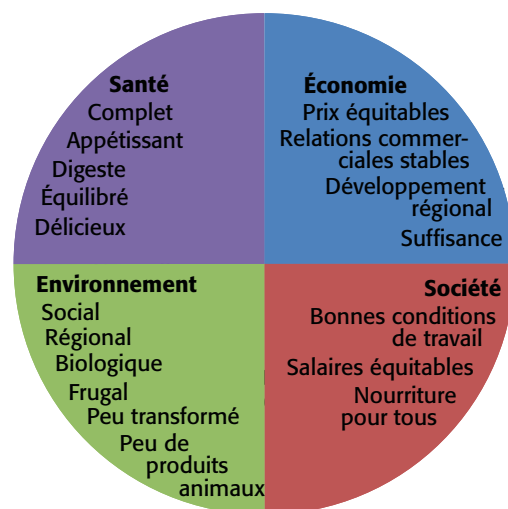 Santé
Complet
Appétissant
Digeste
Équilibré
Délicieux
Économie
Prix équitables
Relations commer-
ciales stables
Développement
régional
Suffisance
Environnement
Social
Régional
Biologique
Frugal
Peu transformé
Peu de
produits
animaux
Société
Bonnes conditions
de travail
Salaires équitables
Nourriture
pour tous